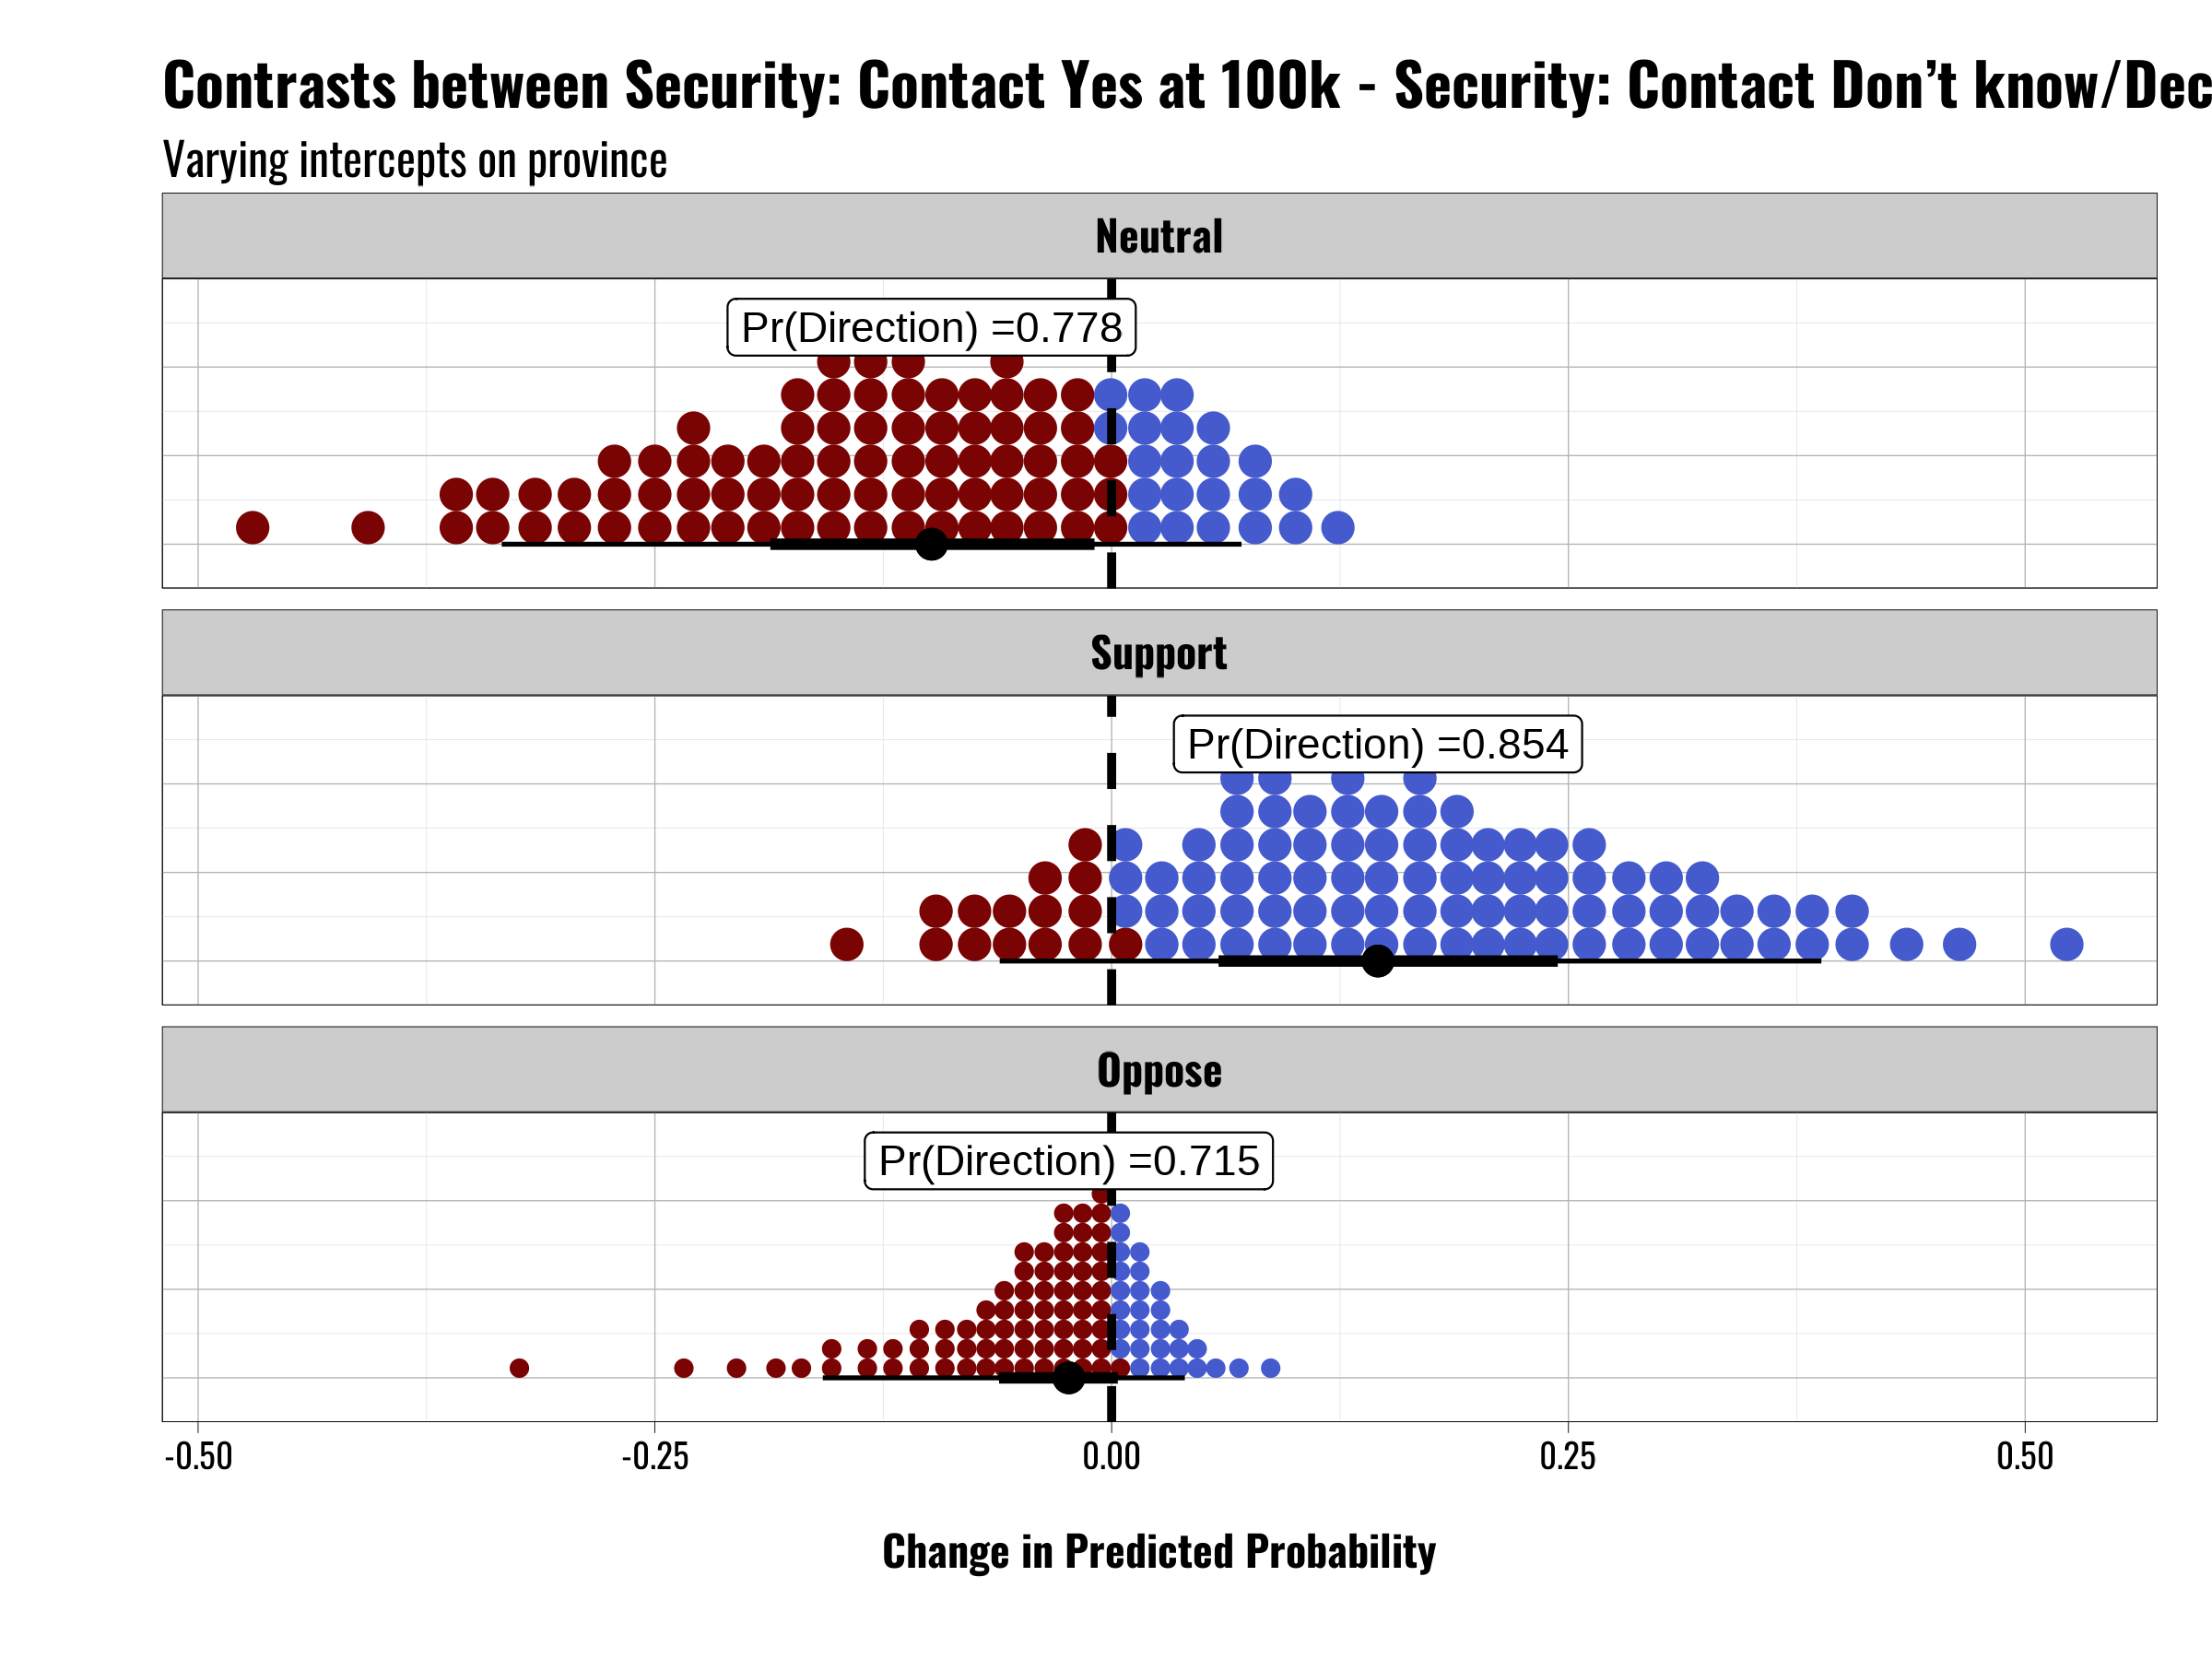 Contrasts between Security: Contact Yes at 100k - Security: Contact Don’t know/Dec
Varying intercepts on province
Neutral
Pr(Direction) =0.778
Support
Pr(Direction) =0.854
Oppose
Pr(Direction) =0.715
-0.50 -0.25 0.00 0.25 0.50
Change in Predicted Probability